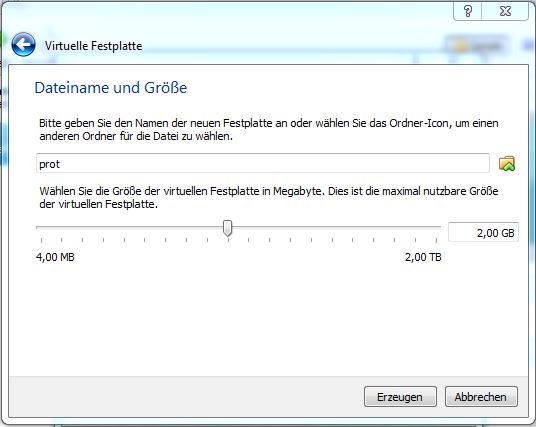 Virtuelle Festplatte
Dateiname und Größe
Bitte geben Sie den Namen der neuen Festplatte an oder wählen Sie das Ordner-Icon, um einen
anderen Ordner für die Datei zu wählen.
prot
Wählen Sie die Größe der virtuellen Festplatte in Megabyte. Dies ist die maximal nutzbare Größe
der virtuellen Festplatte.
2,00 GB
4,00 MB 2,00 TB
Erzeugen Abbrechen